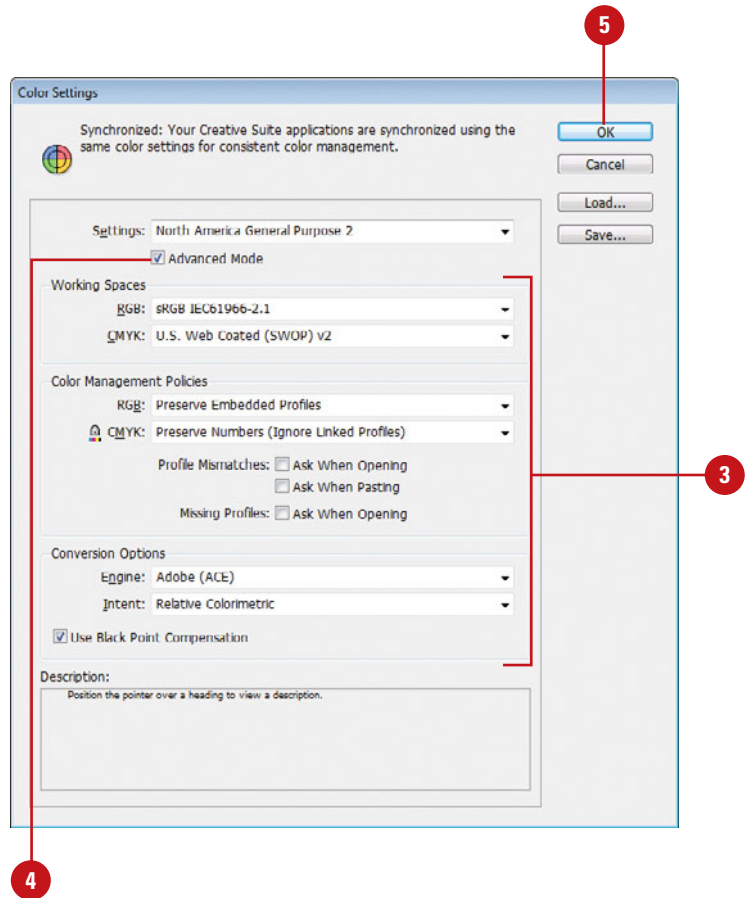 5
Color Settings
Synchronized: Your Creative Suite applications are synchronized using the
same color settings for consistent color management.
OK
Cancel
Load...
Save...
Settings: North America General Purpose 2
Advanced Mode
Working Spaces
RGB: sRGB IEC61966-2.1
CMYK: U.S. Web Coated (SWOP) v2
Color Management Policies
RGB: Preserve Embedded Profiles
CMYK: Preserve Numbers (Ignore Linked Profiles)
Profile Mismatches: Ask When Opening
Ask When Pasting
Missing Profiles: Ask When Opening
3
Conversion Options
Engine: Adobe (ACE)
Intent: Relative Colorimetric
Use Black Point Compensation
Description:
Position the pointer over a heading to view a description.
4